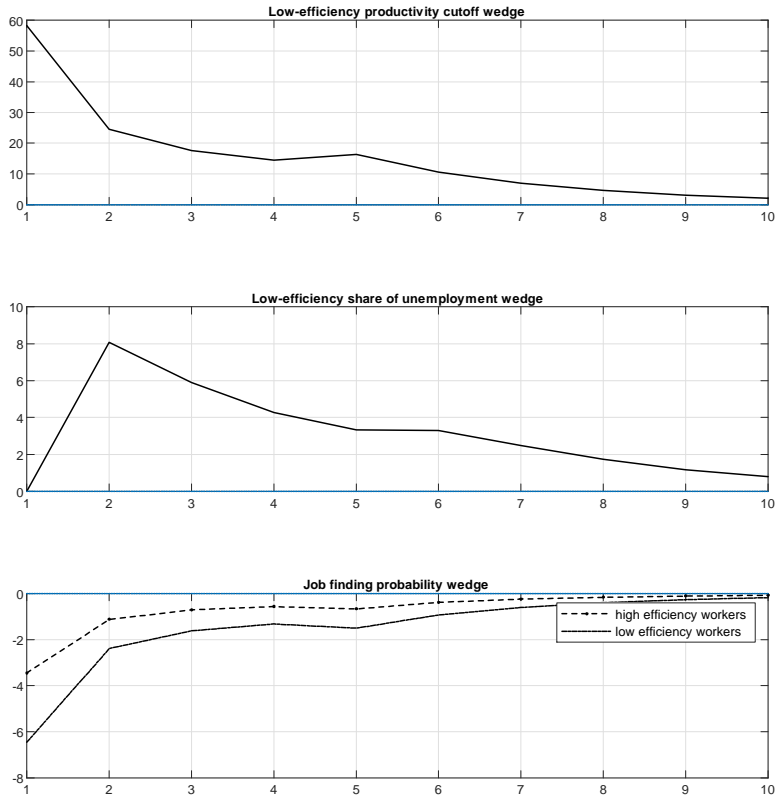 Low-efficiency productivity cutoff wedge
60
50
40
30
20
10
0
1 2 3 4 5 6 7 8 9 10
Low-efficiency share of unemployment wedge
10
8
6
4
2
0
1 2 3 4 5 6 7 8 9 10
Job finding probability wedge
0
-2
-4
-6
-8
high efficiency workers
low efficiency workers
1 2 3 4 5 6 7 8 9 10